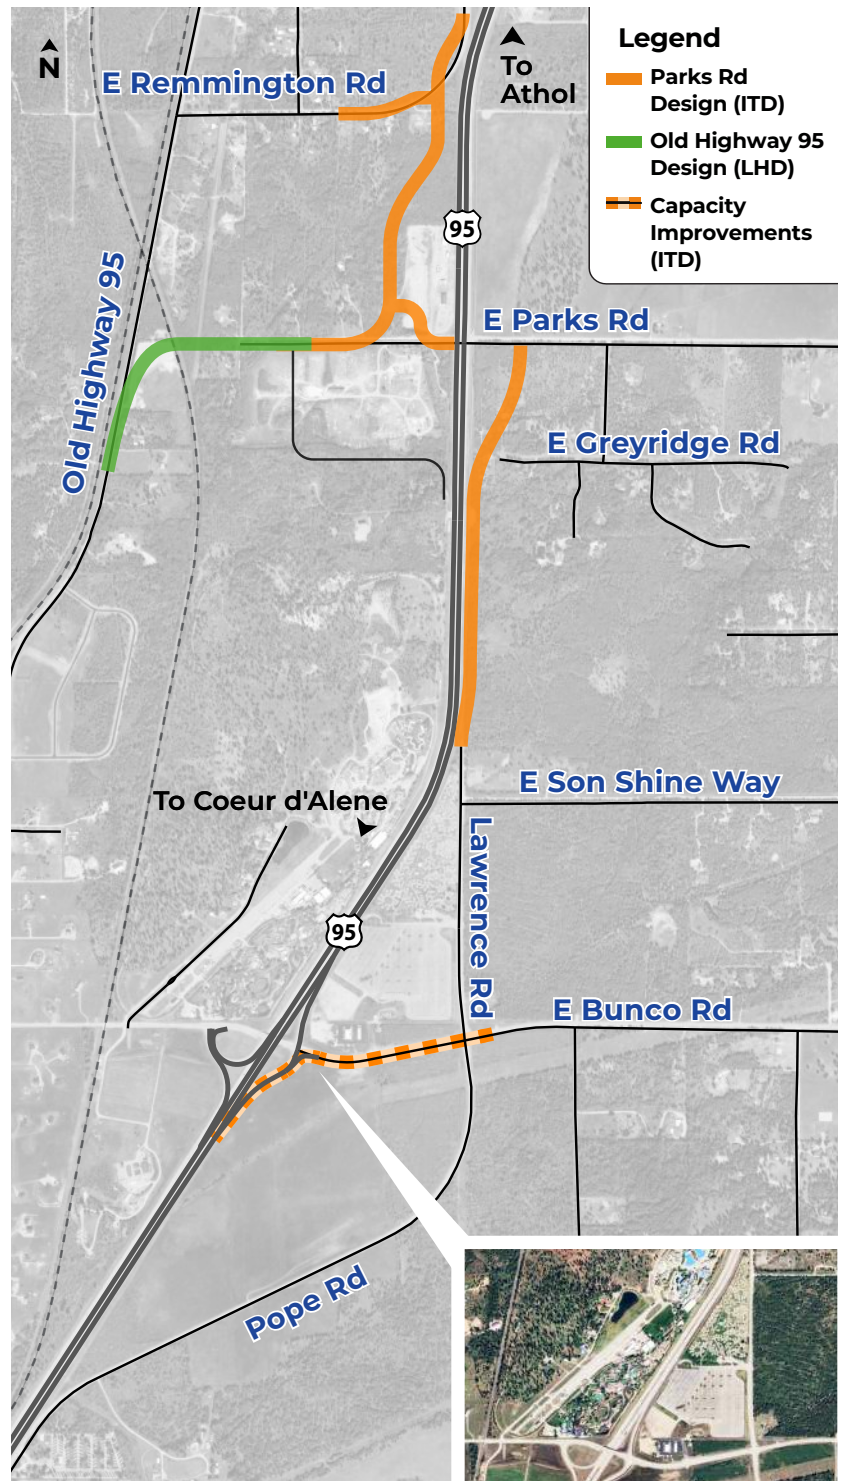 N
E Remmington Rd
To
Athol
Legend
Parks Rd
Design (ITD)
Old Highway 95
Design (LHD)
Capacity
Improvements
(ITD)
95
Old Highway 95
E Parks Rd
E Greyridge Rd
E Son Shine Way
To Coeur d'Alene
Lawrence Rd
95
E Bunco Rd
Pope Rd